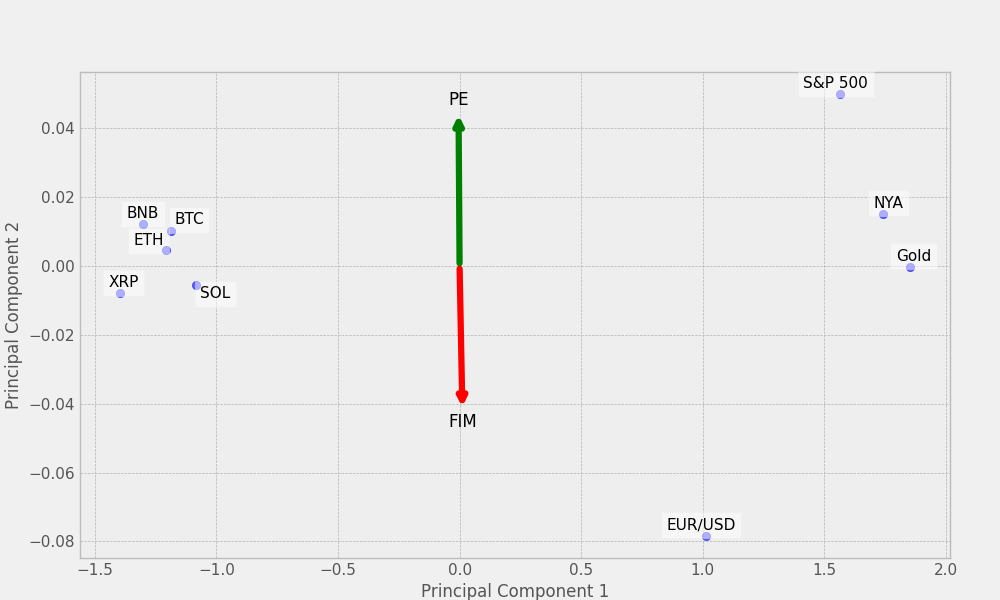 S&P 500
PE
0.04
NYA
0.02
BNB
BTC
ETH
Gold
0.00
XRP
SOL
−0.02
−0.04
FIM
−0.06
EUR/USD
−0.08
−1.5
−1.0
−0.5
0.0
0.5
1.0
1.5
2.0
Principal Component 1
Principal Component 2